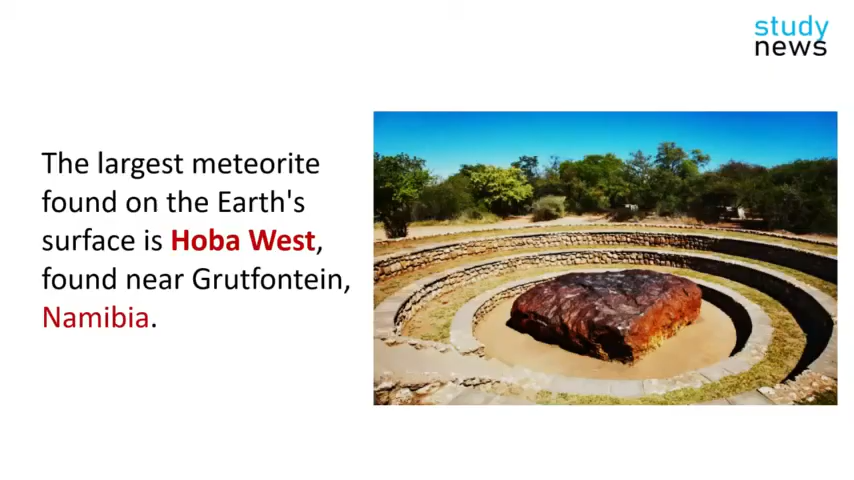 study
news
The largest meteorite
found on the Earth's
surface is Hoba West,
found near Grutfontein,
Namibia.